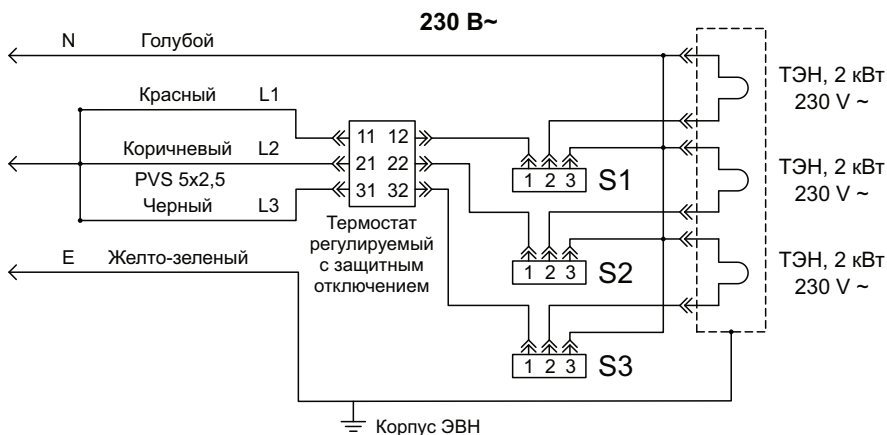 230 В~
N Голубой
ТЭН, 2 кВт
230 V ~
Красный L1
11 12
Коричневый L2
21 22
PVS 5x2,5
31 32
Черный L3
1 2 3 S1
ТЭН, 2 кВт
230 V ~
Термостат
регулируемый
с защитным
отключением
E Желто-зеленый
1 2 3 S2
ТЭН, 2 кВт
230 V ~
1 2 3 S3
Корпус ЭВН